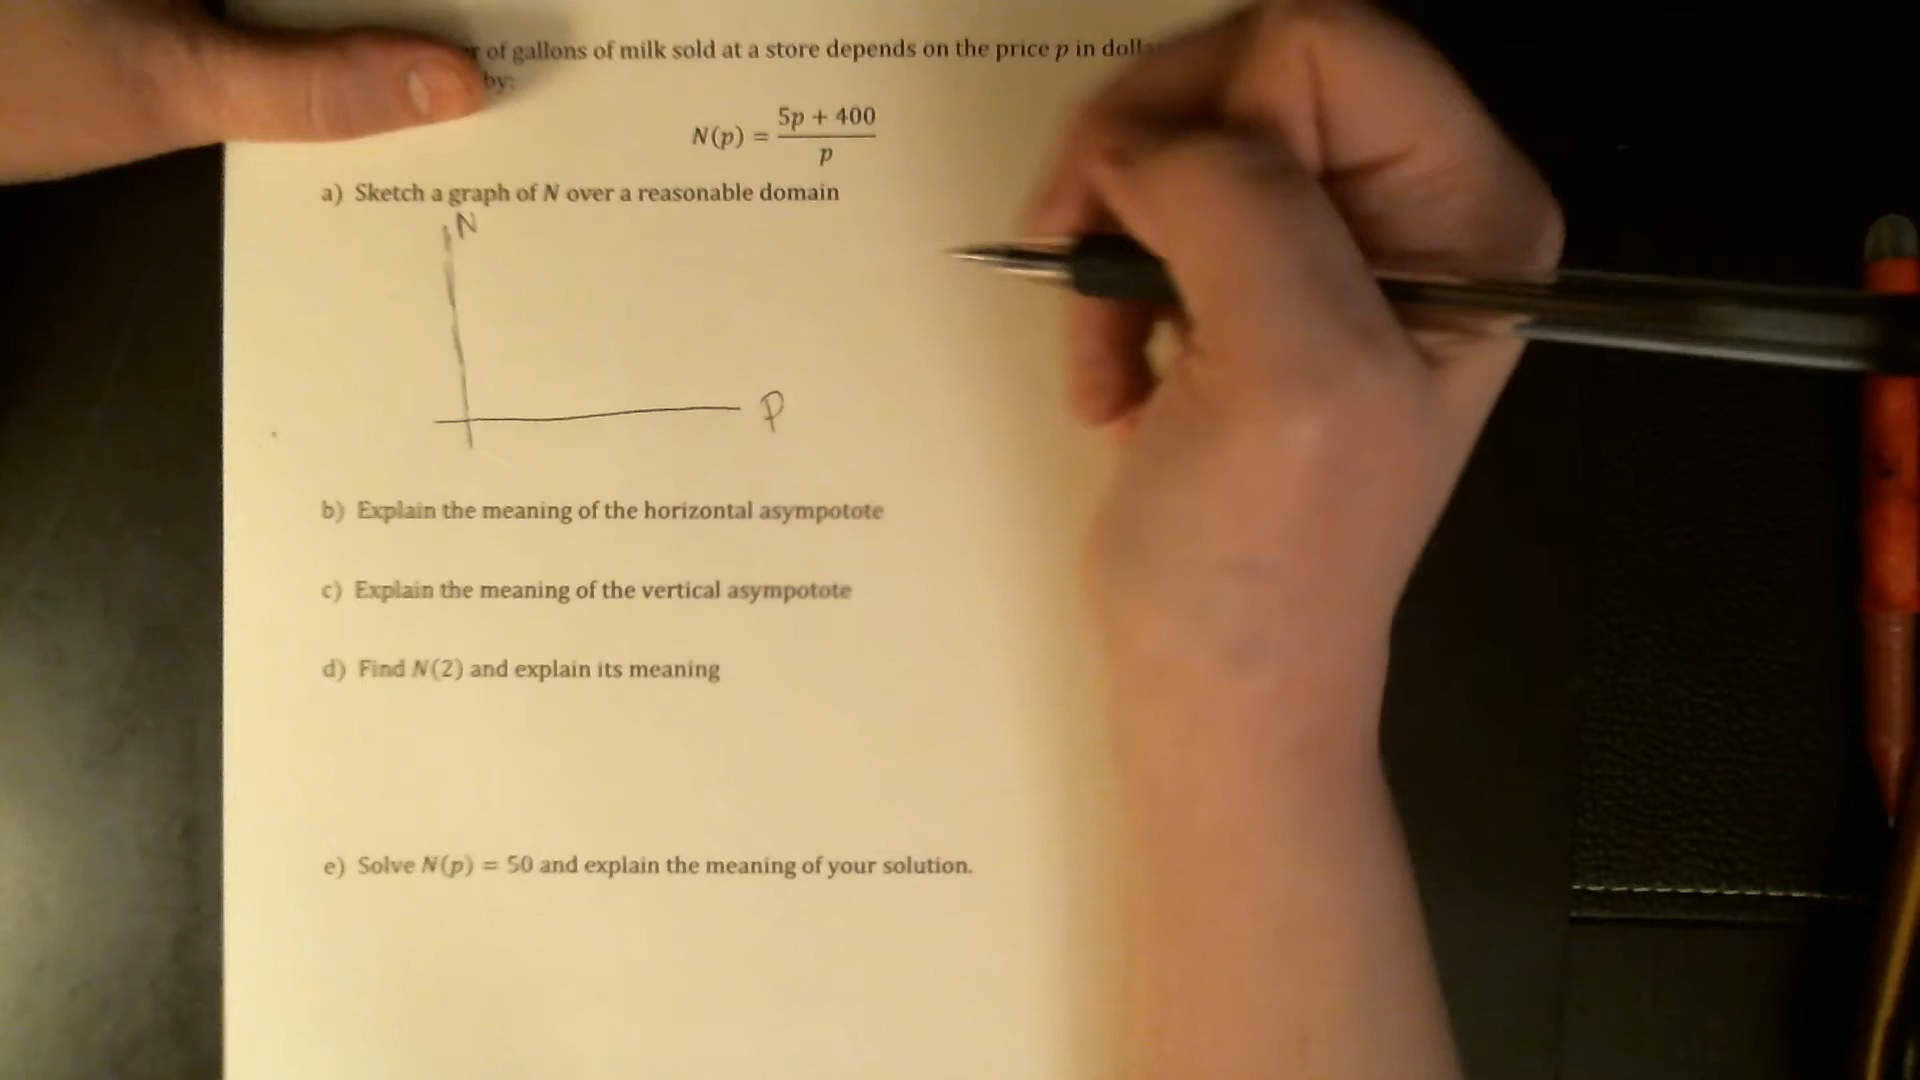 of gallons of milk sold at a store depends on the price p in
by:
N(p) = \frac{5p + 400}{p}
a) Sketch a graph of N over a reasonable domain
N
P
b) Explain the meaning of the horizontal asympotote
c) Explain the meaning of the vertical asympotote
d) Find N(2) and explain its meaning
e) Solve N(p) = 50 and explain the meaning of your solution.